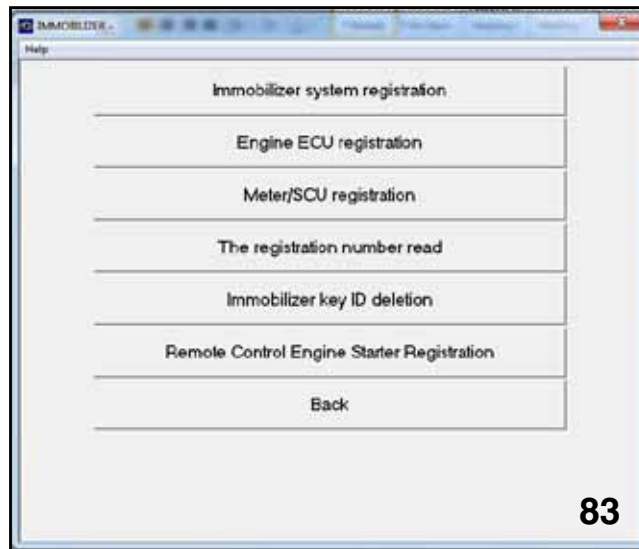 IMMOBILIZER
Help
Immobilizer system registration
Engine ECU registration
Meter/SCU registration
The registration number read
Immobilizer key ID deletion
Remote Control Engine Starter Registration
Back
83